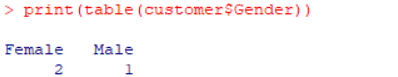 > print(table(customer$Gender))
Female Male
2 1